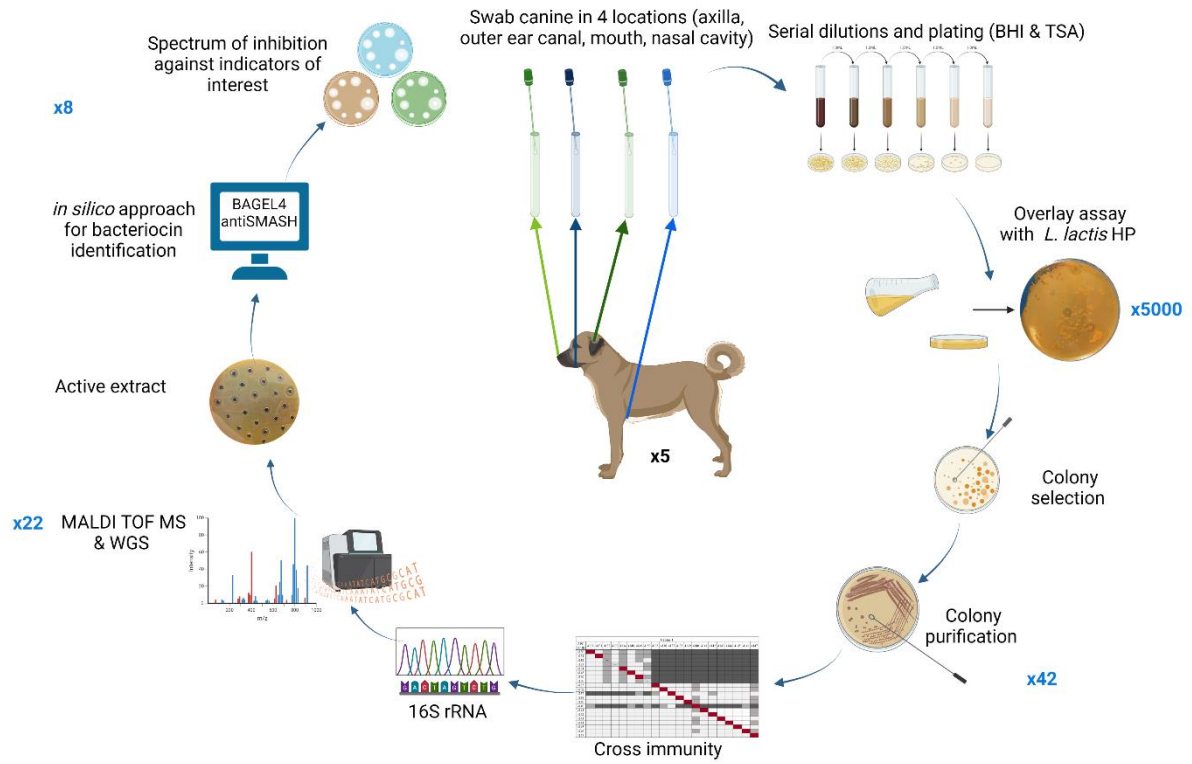 Swab canine in 4 locations (axilla,
outer ear canal, mouth, nasal cavity)
Serial dilutions and plating (BHI & TSA)
Overlay assay
with L. lactis HP
x5000
Colony
selection
Colony
purification
x42
Cross immunity
16S rRNA
x22
MALDI TOF MS
& WGS
Intensity
m/z
Active extract
in silico approach
for bacteriocin
identification
BAGEL4
antiSMASH
x8
Spectrum of inhibition
against indicators of
interest
x5